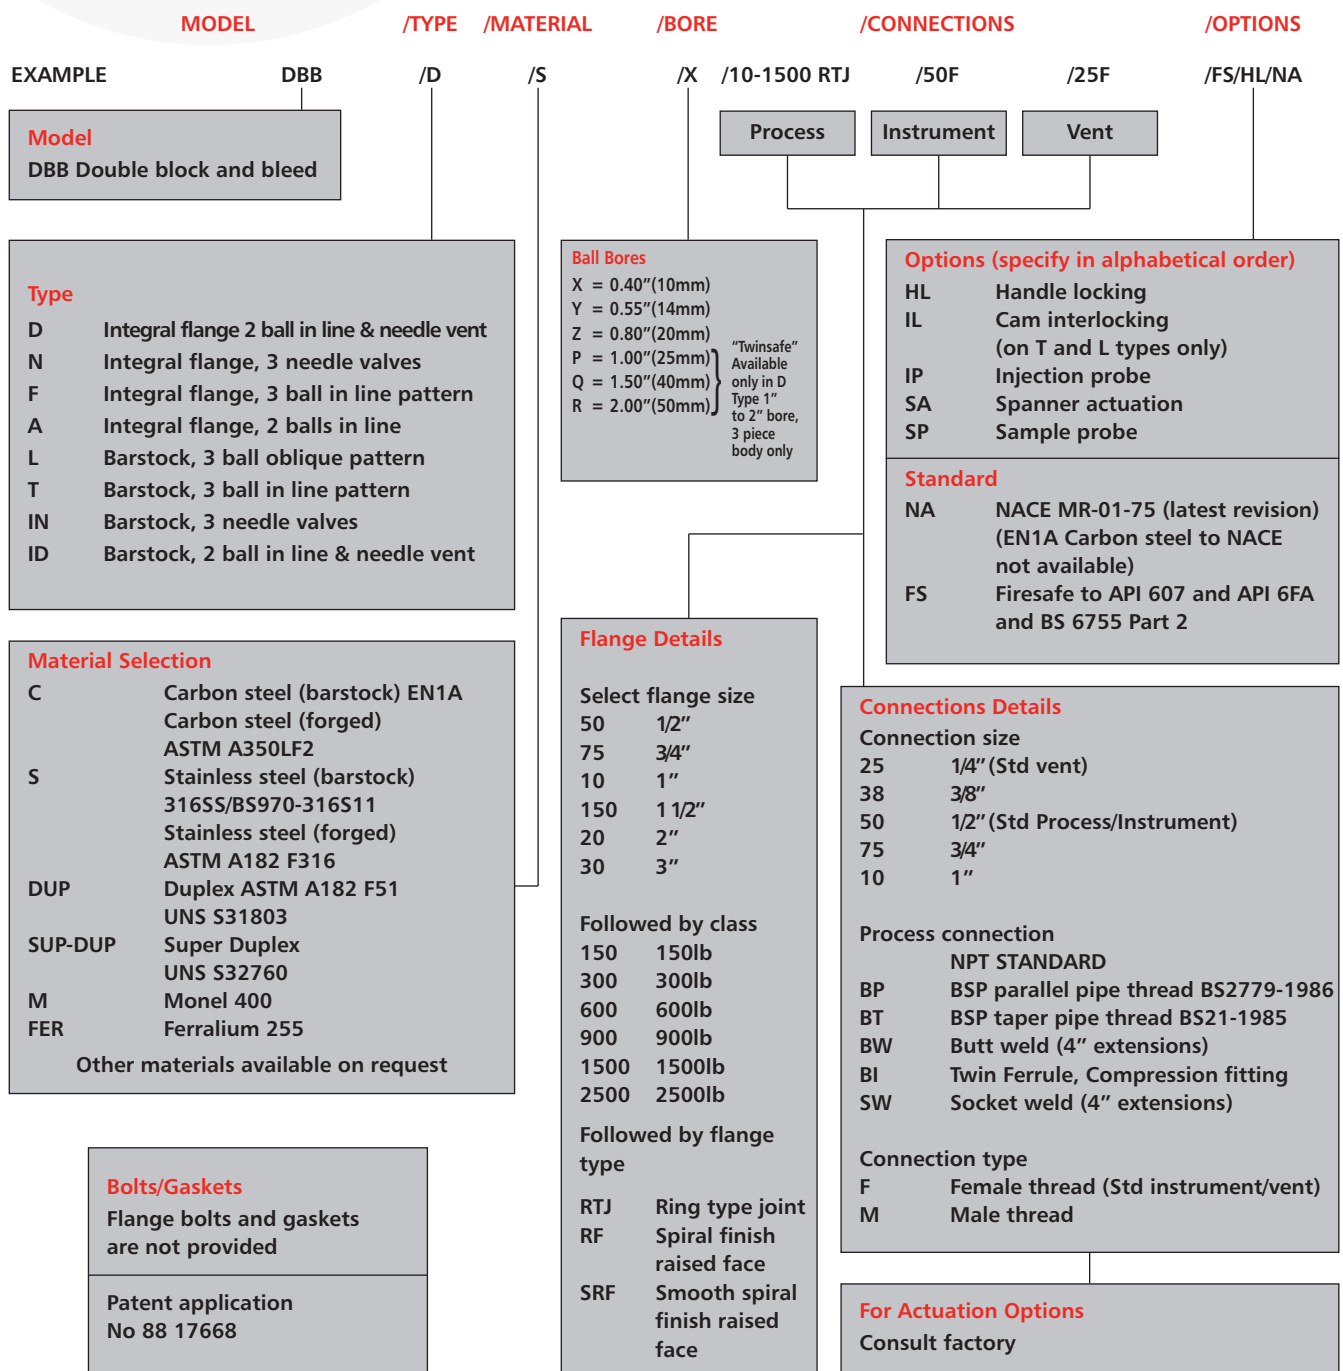 MODEL /TYPE /MATERIAL /BORE /CONNECTIONS /OPTIONS
EXAMPLE DBB /D /S /X /10-1500 RTJ /50F /25F /FS/HL/NA
Model
DBB Double block and bleed
Process
Instrument
Vent
Type
D Integral flange 2 ball in line & needle vent
N Integral flange, 3 needle valves
F Integral flange, 3 ball in line pattern
A Integral flange, 2 balls in line
L Barstock, 3 ball oblique pattern
T Barstock, 3 ball in line pattern
IN Barstock, 3 needle valves
ID Barstock, 2 ball in line & needle vent
Ball Bores
X = 0.40”(10mm)
Y = 0.55”(14mm)
Z = 0.80”(20mm)
P = 1.00”(25mm)
Q = 1.50”(40mm)
R = 2.00”(50mm)
“Twinsafe”
Available
only in D
Type 1”
to 2” bore,
3 piece
body only
Options (specify in alphabetical order)
HL Handle locking
IL Cam interlocking
(on T and L types only)
IP Injection probe
SA Spanner actuation
SP Sample probe
Standard
NA NACE MR-01-75 (latest revision)
(EN1A Carbon steel to NACE
not available)
FS Firesafe to API 607 and API 6FA
and BS 6755 Part 2
Material Selection
C Carbon steel (barstock) EN1A
Carbon steel (forged)
ASTM A350LF2
S Stainless steel (barstock)
316SS/BS970-316S11
Stainless steel (forged)
ASTM A182 F316
DUP Duplex ASTM A182 F51
UNS S31803
SUP-DUP Super Duplex
UNS S32760
M Monel 400
FER Ferralium 255
Other materials available on request
Flange Details
Select flange size
50 1/2”
75 3/4”
10 1”
150 1 1/2”
20 2”
30 3”
Followed by class
150 150lb
300 300lb
600 600lb
900 900lb
1500 1500lb
2500 2500lb
Followed by flange
type
RTJ Ring type joint
RF Spiral finish
raised face
SRF Smooth spiral
finish raised
face
Connections Details
Connection size
25 1/4” (Std vent)
38 3/8”
50 1/2” (Std Process/Instrument)
75 3/4”
10 1”
Process connection
NPT STANDARD
BP BSP parallel pipe thread BS2779-1986
BT BSP taper pipe thread BS21-1985
BW Butt weld (4” extensions)
BI Twin Ferrule, Compression fitting
SW Socket weld (4” extensions)
Connection type
F Female thread (Std instrument/vent)
M Male thread
Bolts/Gaskets
Flange bolts and gaskets
are not provided
Patent application
No 88 17668
For Actuation Options
Consult factory